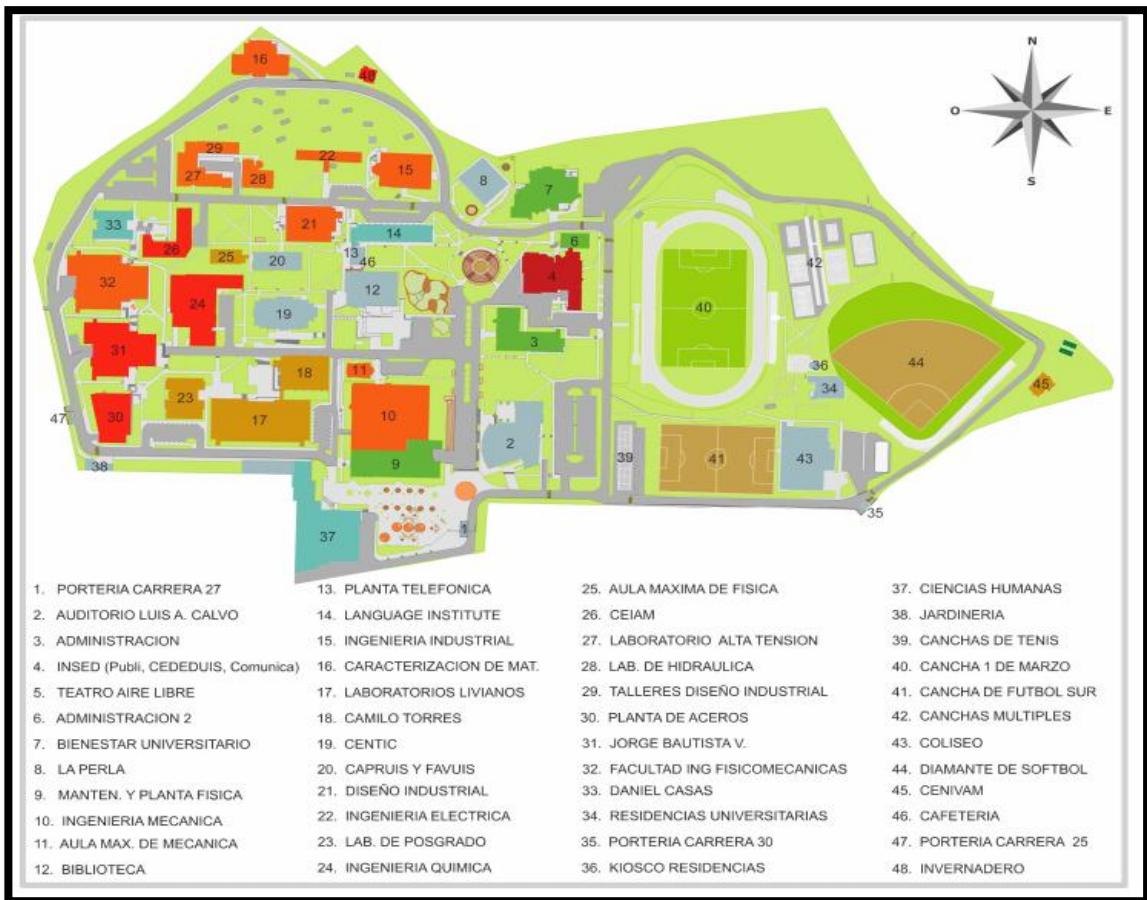 N
O
E
S
16
48
29
22
27
28
15
8
7
33
26
21
14
6
25
20
13
46
4
42
32
24
12
40
19
31
3
36
44
11
18
34
45
23
30
10
17
47
2
39
41
43
9
38
1
35
37
1. PORTERIA CARRERA 27
2. AUDITORIO LUIS A. CALVO
3. ADMINISTRACION
4. INSED (Publi, CEDEDUIS, Comunica)
5. TEATRO AIRE LIBRE
6. ADMINISTRACION 2
7. BIENESTAR UNIVERSITARIO
8. LA PERLA
9. MANTEN. Y PLANTA FISICA
10. INGENIERIA MECANICA
11. AULA MAX. DE MECANICA
12. BIBLIOTECA
13. PLANTA TELEFONICA
14. LANGUAGE INSTITUTE
15. INGENIERIA INDUSTRIAL
16. CARACTERIZACION DE MAT.
17. LABORATORIOS LIVIANOS
18. CAMILO TORRES
19. CENTIC
20. CAPRUIS Y FAVUIS
21. DISEÑO INDUSTRIAL
22. INGENIERIA ELECTRICA
23. LAB. DE POSGRADO
24. INGENIERIA QUIMICA
25. AULA MAXIMA DE FISICA
26. CEIAM
27. LABORATORIO ALTA TENSION
28. LAB. DE HIDRAULICA
29. TALLERES DISEÑO INDUSTRIAL
30. PLANTA DE ACEROS
31. JORGE BAUTISTA V.
32. FACULTAD ING FISICOMECANICAS
33. DANIEL CASAS
34. RESIDENCIAS UNIVERSITARIAS
35. PORTERIA CARRERA 30
36. KIOSCO RESIDENCIAS
37. CIENCIAS HUMANAS
38. JARDINERIA
39. CANCHAS DE TENIS
40. CANCHA 1 DE MARZO
41. CANCHA DE FUTBOL SUR
42. CANCHAS MULTIPLES
43. COLISEO
44. DIAMANTE DE SOFTBOL
45. CENIVAM
46. CAFETERIA
47. PORTERIA CARRERA 25
48. INVERNADERO